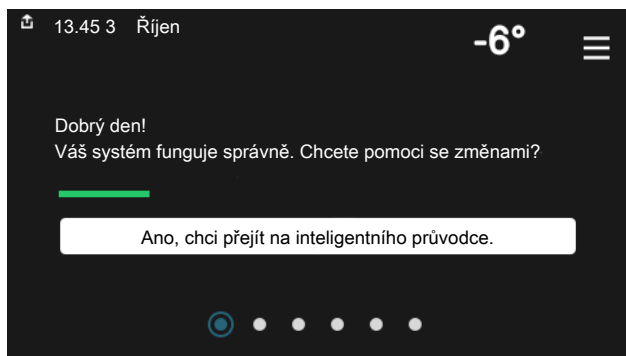 13.45 3 Říjen
-6°
Dobrý den!
Váš systém funguje správně. Chcete pomoci se změnami?
Ano, chci přejít na inteligentního průvodce.